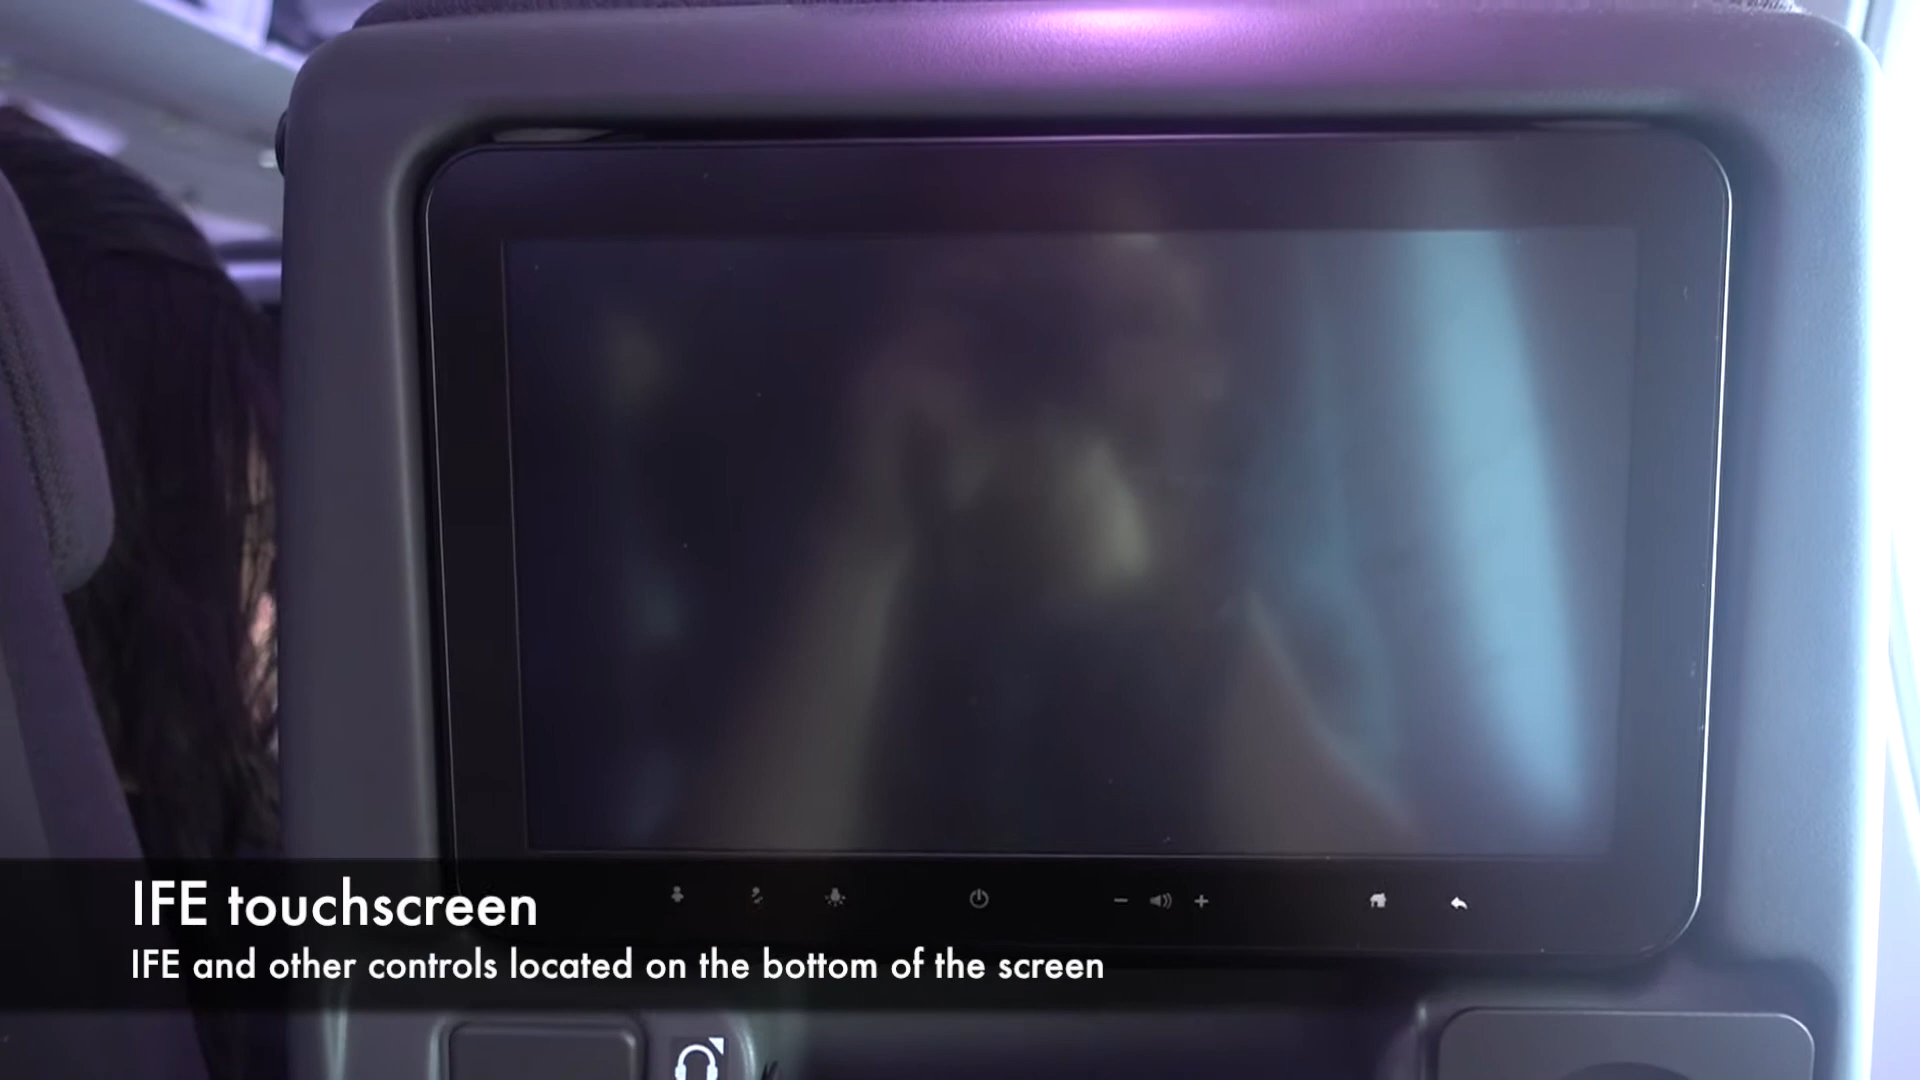 IFE touchscreen
IFE and other controls located on the bottom of the screen